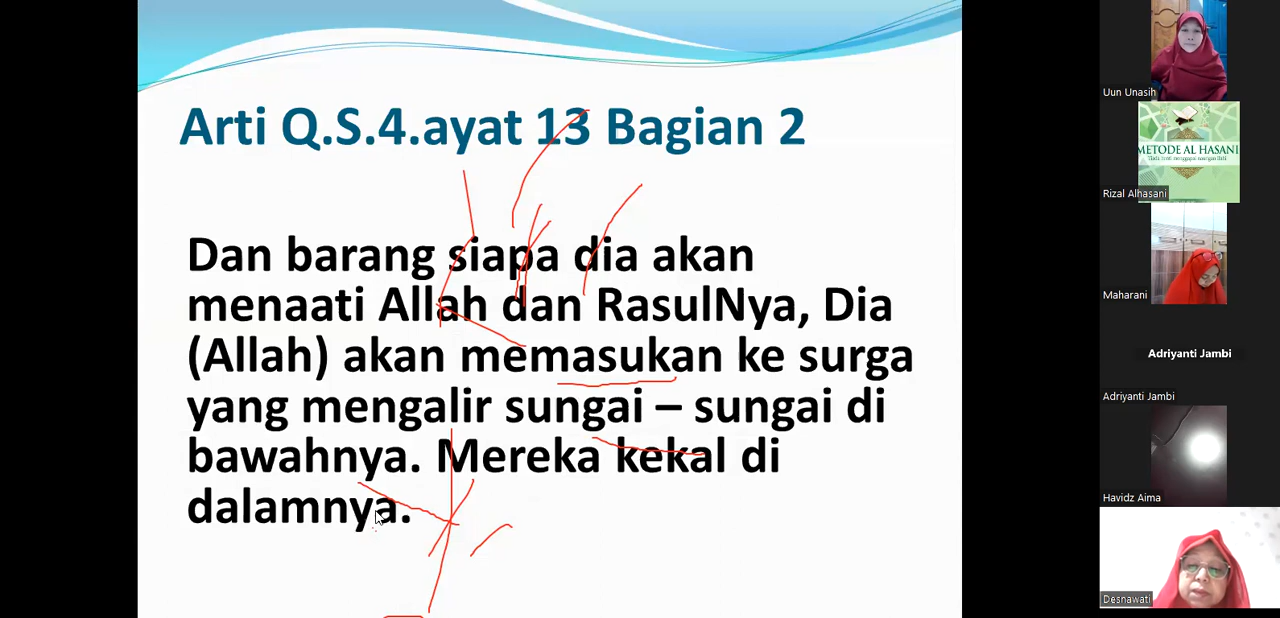 Arti Q.S.4.ayat 13 Bagian 2
Dan barang siapa dia akan
menaati Allah dan RasulNya, Dia
(Allah) akan memasukan ke surga
yang mengalir sungai – sungai di
bawahnya. Mereka kekal di
dalamnya.
Uun Unasih
METODE AL HASANI
Rizal Alhasani
Maharani
Adriyanti Jambi
Adriyanti Jambi
Havidz Aima
Desnawati